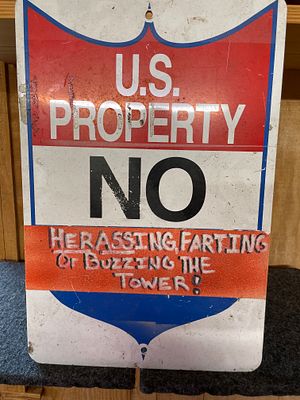 U.S.
PROPERTY
NO
HERASSING, FARTING
Or BUZZING THE
TOWER!